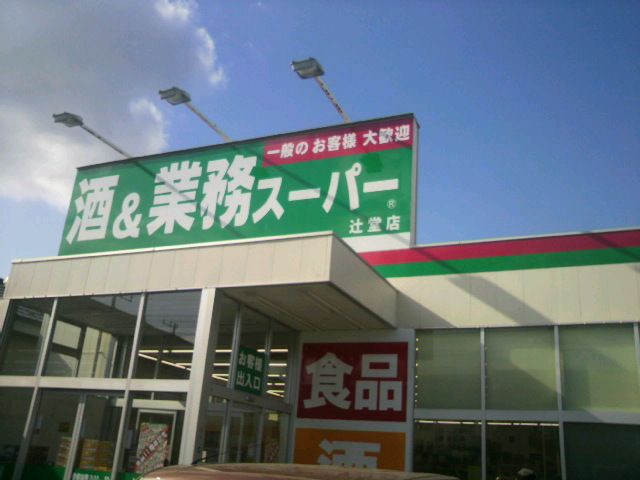 一般のお客様 大歓迎
酒&業務スーパー®
辻堂店
お客様
出入口
食品
酒